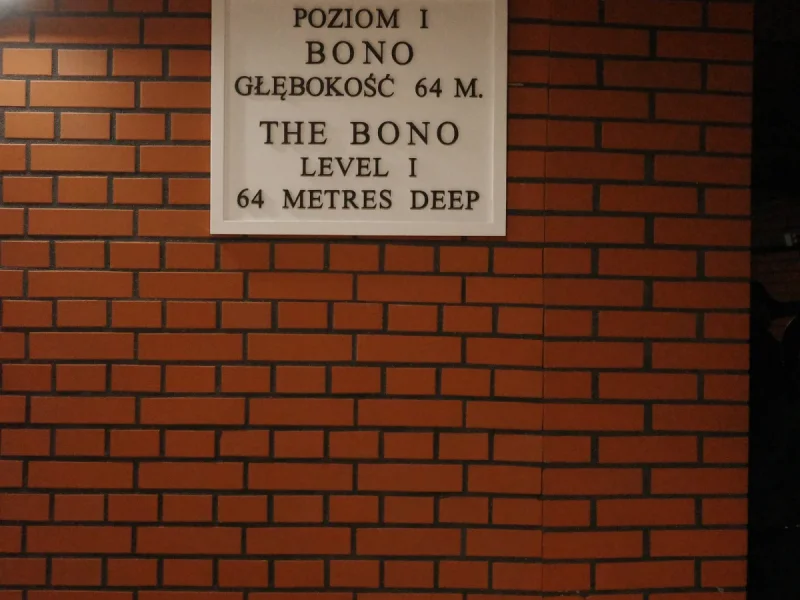 POZIOM I
BONO
GŁĘBOKOŚĆ 64 M.
THE BONO
LEVEL I
64 METRES DEEP